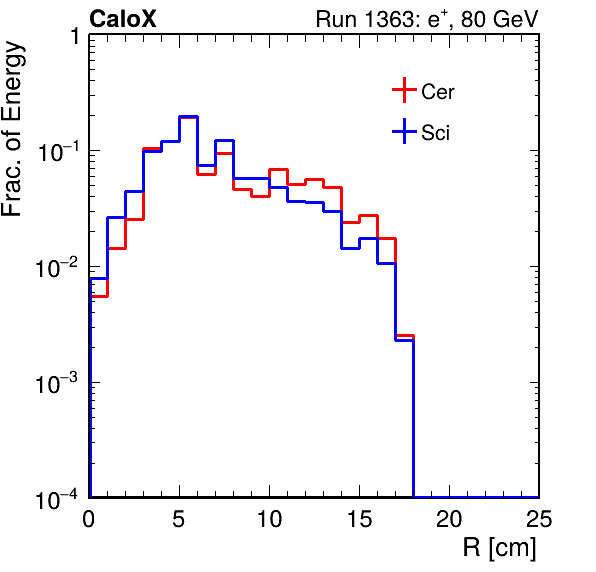 CaloX Run 1363: e⁺, 80 GeV
Frac. of Energy
1
10⁻¹
10⁻²
10⁻³
10⁻⁴
Cer
Sci
0 5 10 15 20 25
R [cm]